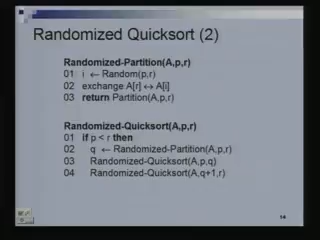 Randomized Quicksort (2)
Randomized-Partition(A,p,r)
01 i ← Random(p,r)
02 exchange A[r] ↔ A[i]
03 return Partition(A,p,r)
Randomized-Quicksort(A,p,r)
01 if p < r then
02 q ← Randomized-Partition(A,p,r)
03 Randomized-Quicksort(A,p,q)
04 Randomized-Quicksort(A,q+1,r)
14